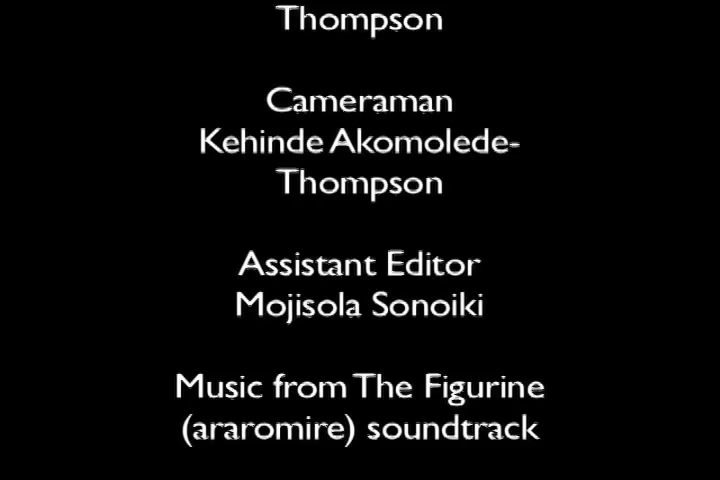 Thompson
Cameraman
Kehinde Akomolede-
Thompson
Assistant Editor
Mojisola Sonoiki
Music from The Figurine
(araromire) soundtrack